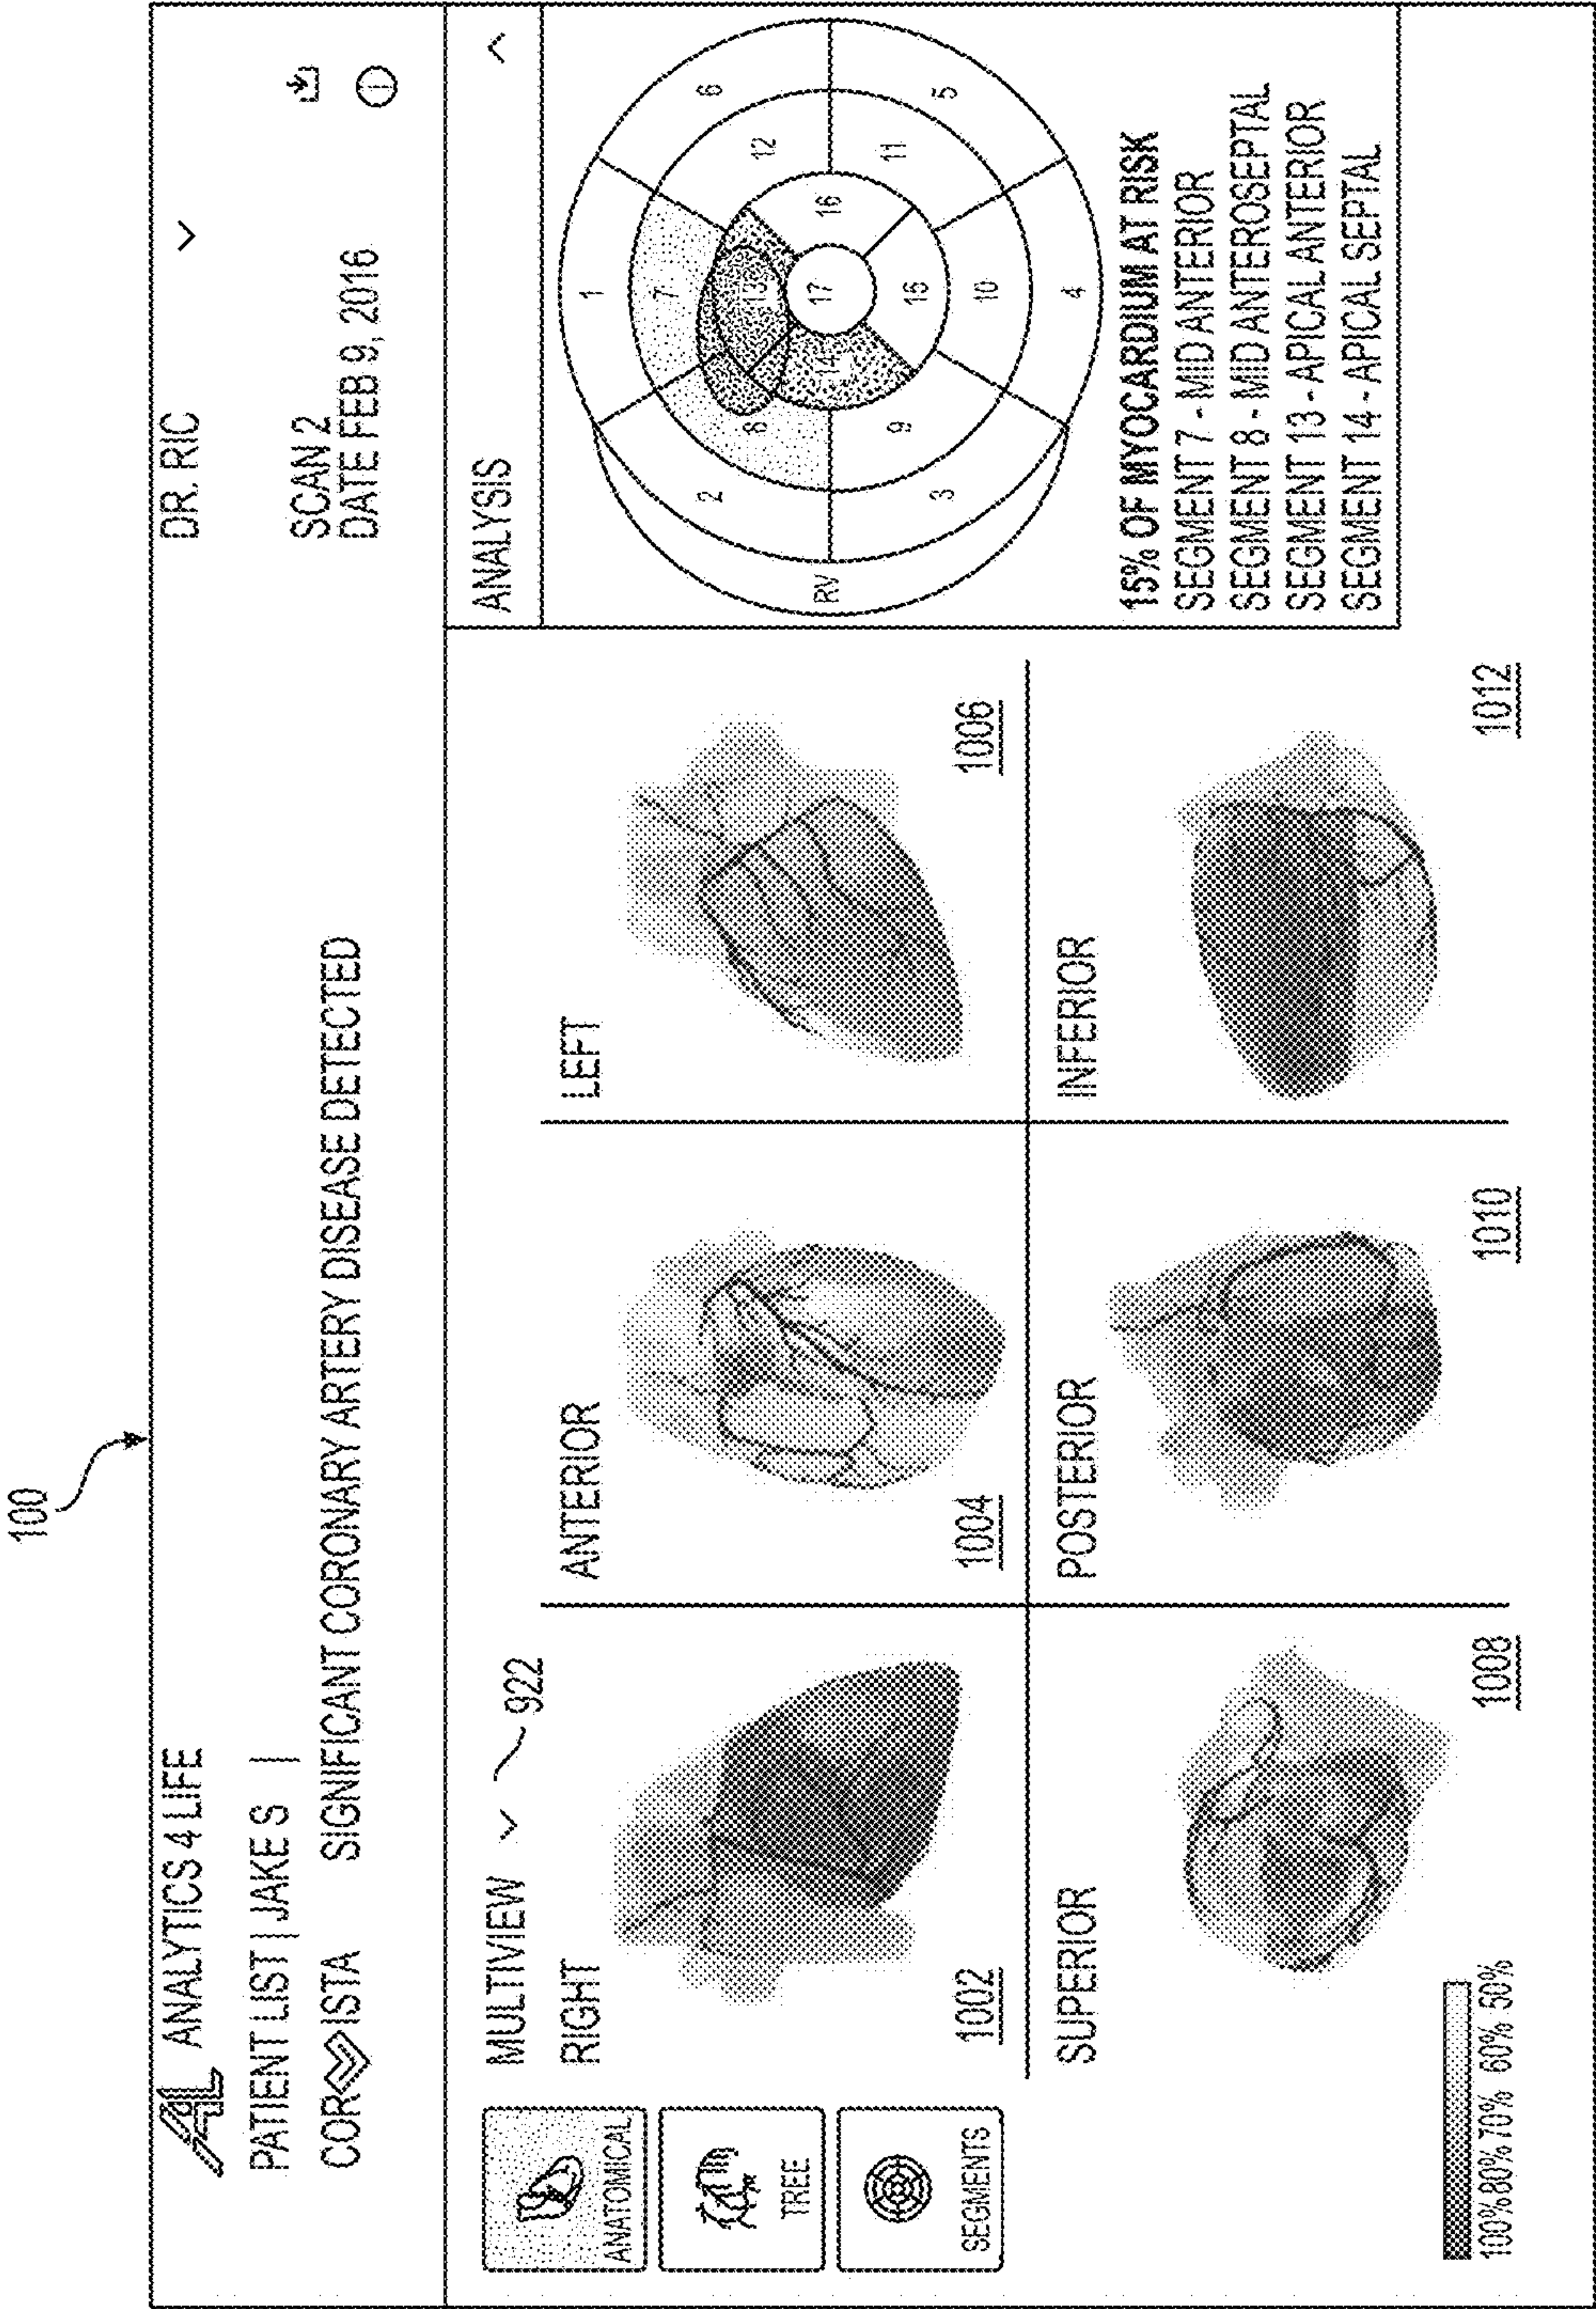 100
A4L ANALYTICS 4 LIFE
DR. RIC
PATIENT LIST | JAKE S |
SCAN 2
DATE FEB 9, 2016
CORVISTA SIGNIFICANT CORONARY ARTERY DISEASE DETECTED
ANATOMICAL
TREE
SEGMENTS
MULTIVIEW 922
RIGHT
1002
ANTERIOR
1004
LEFT
1006
SUPERIOR
1008
POSTERIOR
1010
INFERIOR
1012
100% 80% 70% 60% 50%
ANALYSIS
1
6
7
12
2
8
13
16
RV
14
17
3
9
16
11
5
10
4
15% OF MYOCARDIUM AT RISK
SEGMENT 7 - MID ANTERIOR
SEGMENT 8 - MID ANTEROSEPTAL
SEGMENT 13 - APICAL ANTERIOR
SEGMENT 14 - APICAL SEPTAL